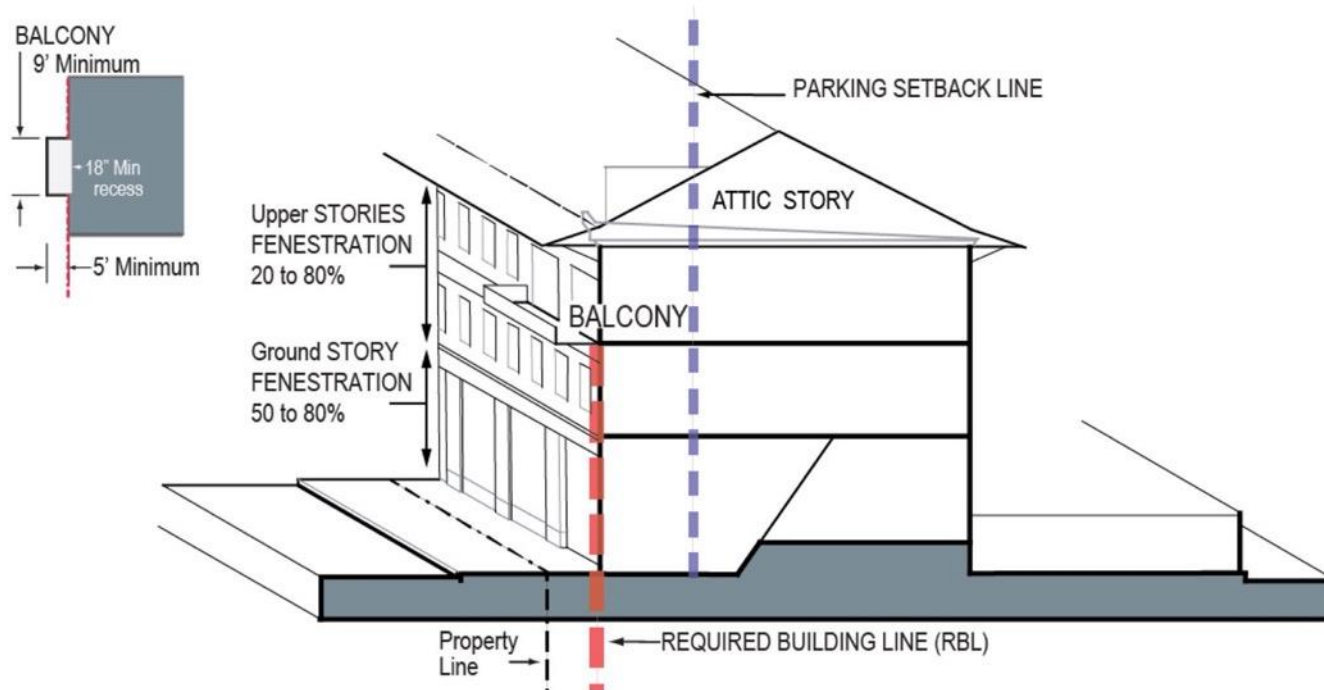 BALCONY
9' Minimum
18" Min
recess
5' Minimum
PARKING SETBACK LINE
ATTIC STORY
Upper STORIES
FENESTRATION
20 to 80%
BALCONY
Ground STORY
FENESTRATION
50 to 80%
Property
Line
REQUIRED BUILDING LINE (RBL)